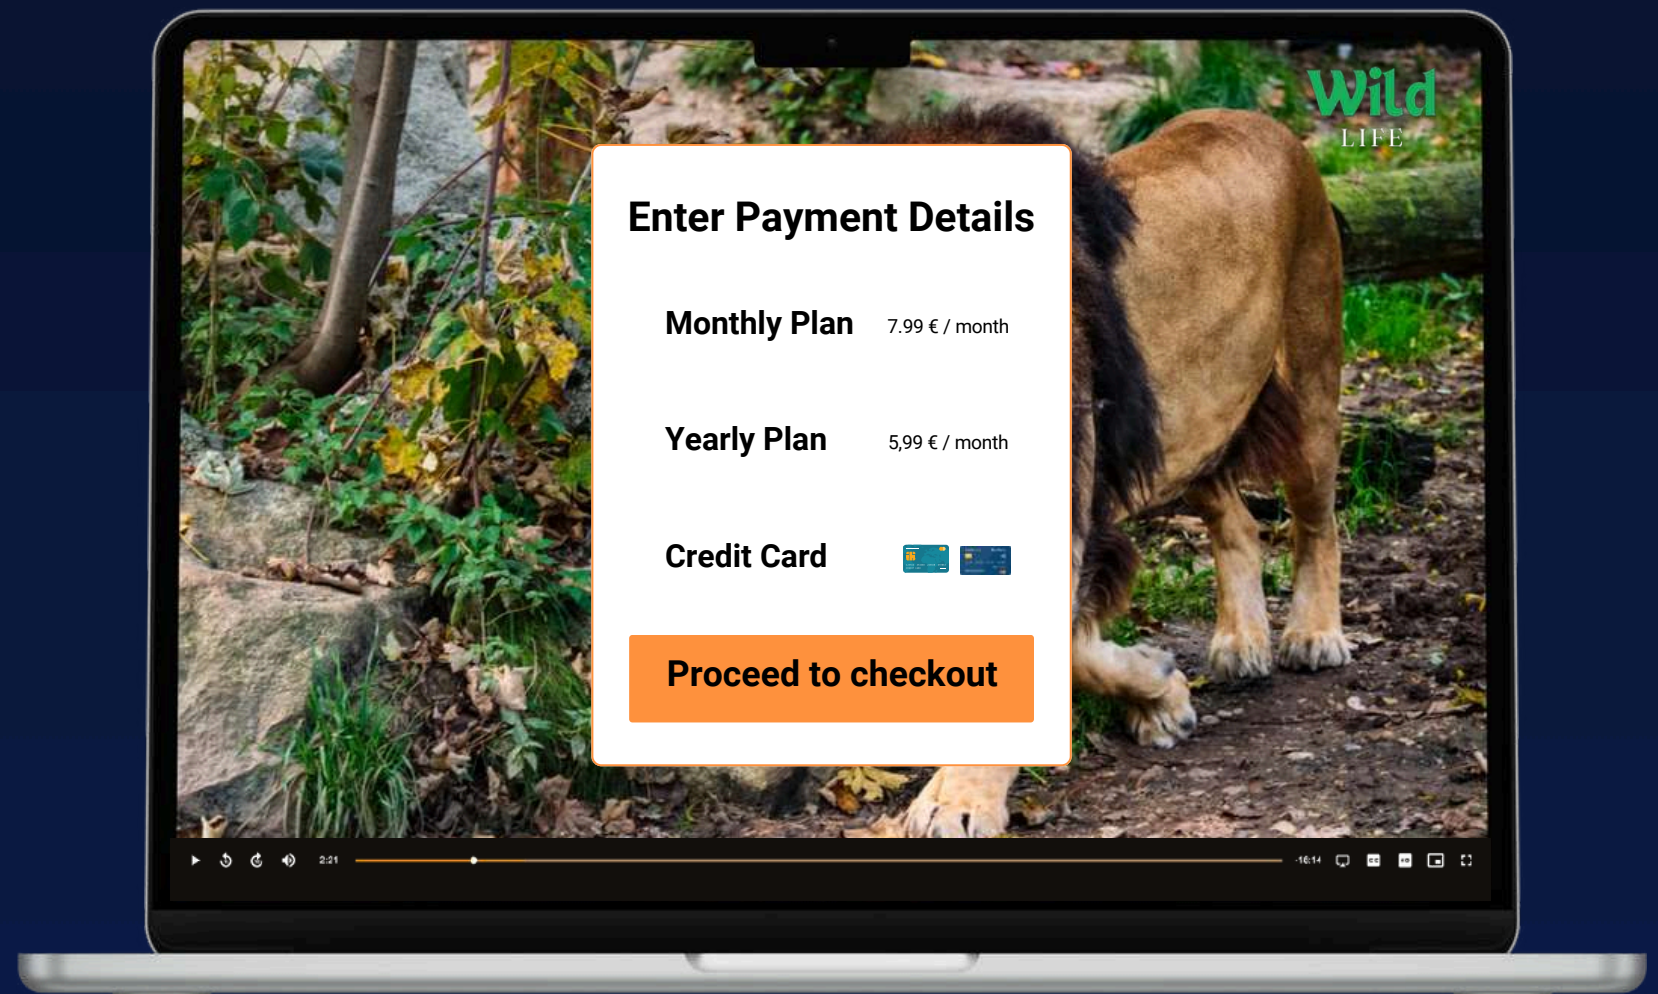 Wild
LIFE
Enter Payment Details
Monthly Plan 7.99 € / month
Yearly Plan 5,99 € / month
Credit Card
Proceed to checkout
2:21 -16:14
CC